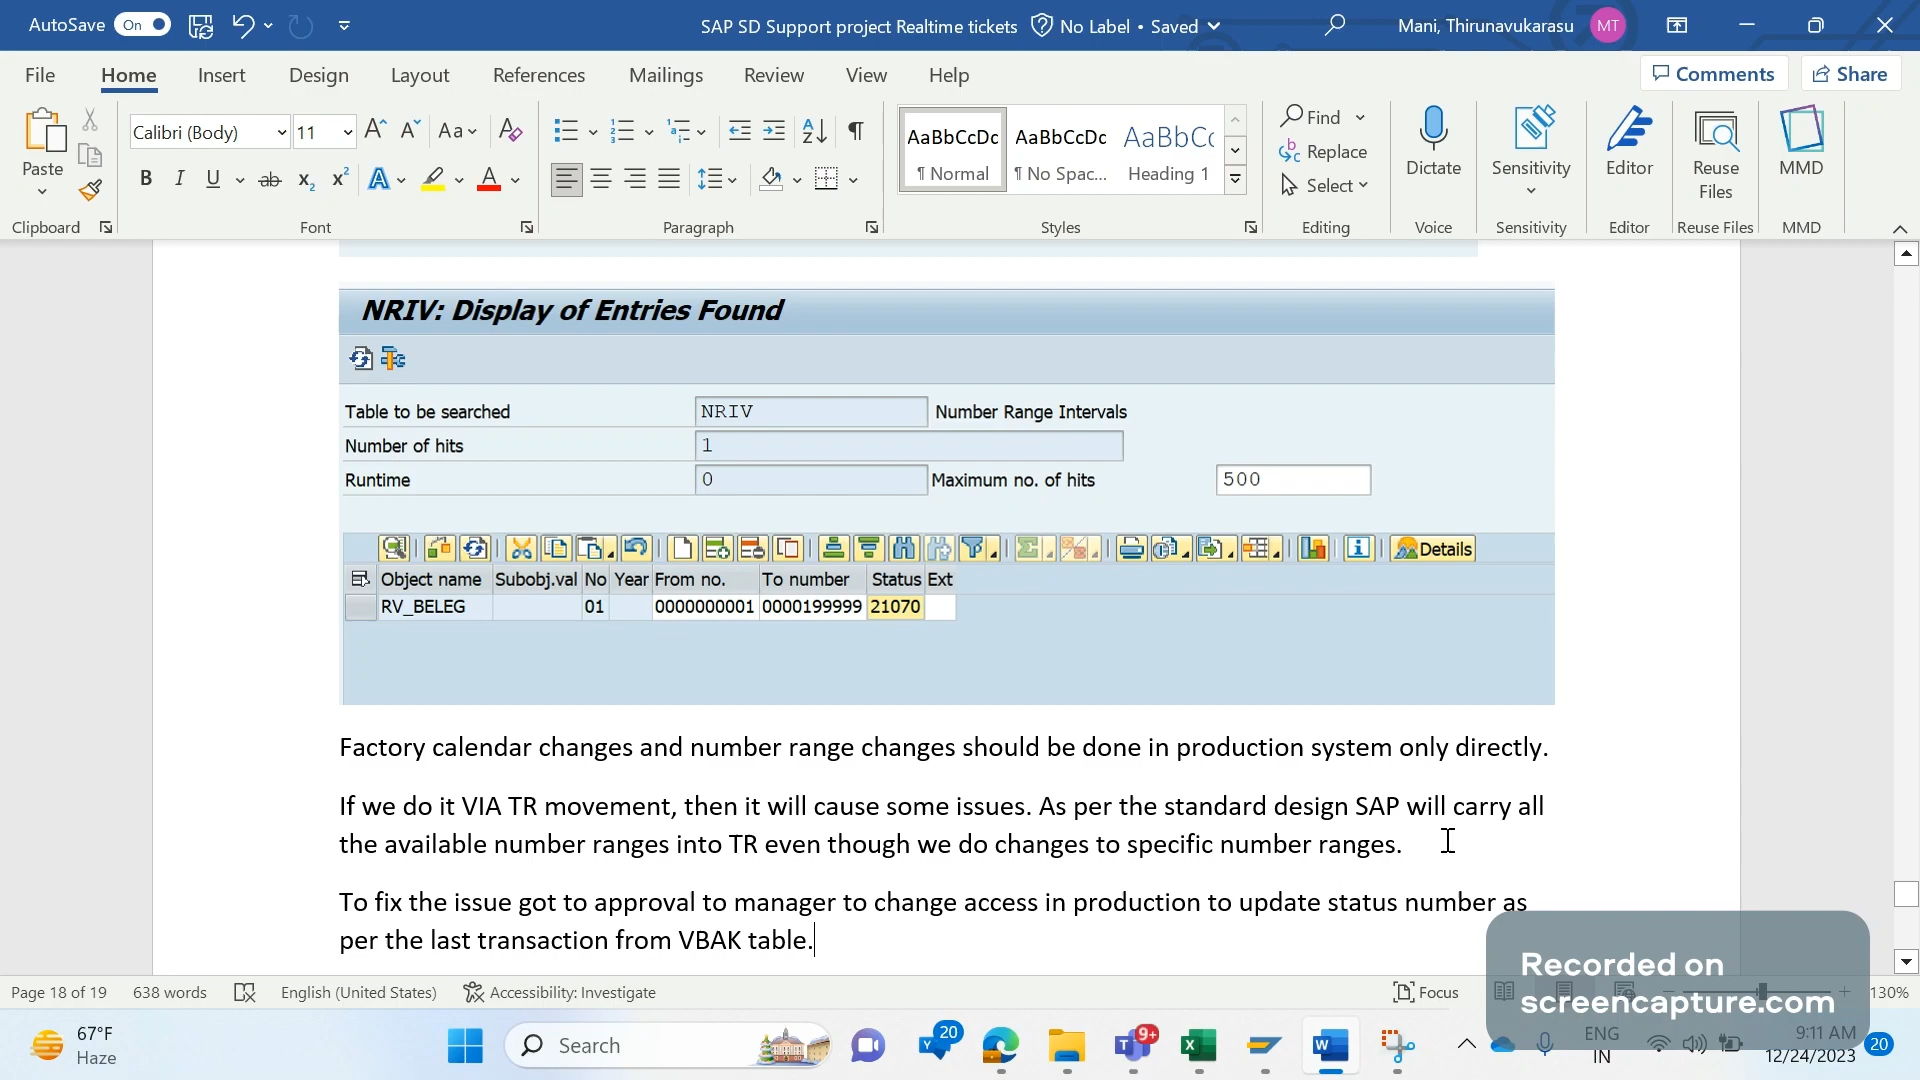 AutoSave On SAP SD Support project Realtime tickets No Label • Saved Mani, Thirunavukarasu MT
File Home Insert Design Layout References Mailings Review View Help Comments Share
Calibri (Body) 11 Aa
AaBbCcDc AaBbCcDc AaBbCc
¶ Normal ¶ No Spac... Heading 1
Paste
Find
Replace
Select
Dictate Sensitivity Editor Reuse Files MMD
Clipboard Font Paragraph Styles Editing Voice Sensitivity Editor Reuse Files MMD
NRIV: Display of Entries Found
Table to be searched NRIV Number Range Intervals
Number of hits 1
Runtime 0 Maximum no. of hits 500
Details
Object name Subobj.val No Year From no. To number Status Ext
RV_BELEG 01 0000000001 0000199999 21070
Factory calendar changes and number range changes should be done in production system only directly.
If we do it VIA TR movement, then it will cause some issues. As per the standard design SAP will carry all
the available number ranges into TR even though we do changes to specific number ranges.
To fix the issue got to approval to manager to change access in production to update status number as
per the last transaction from VBAK table.
Recorded on
screencapture.com
Page 18 of 19 638 words English (United States) Accessibility: Investigate Focus 130%
67°F
Haze
Search
20
9+
ENG
IN
9:11 AM
12/24/2023
20